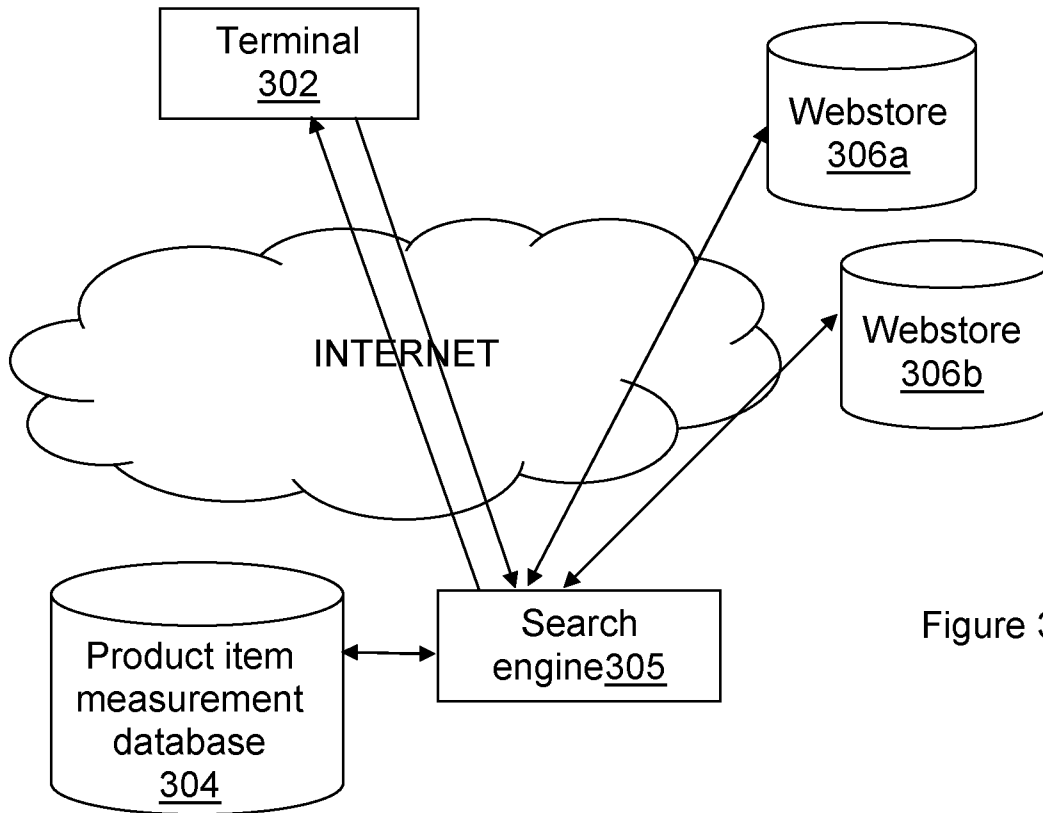 Terminal
302
Webstore
306a
Webstore
306b
INTERNET
Search
engine305
Product item
measurement
database
304
Figure 3